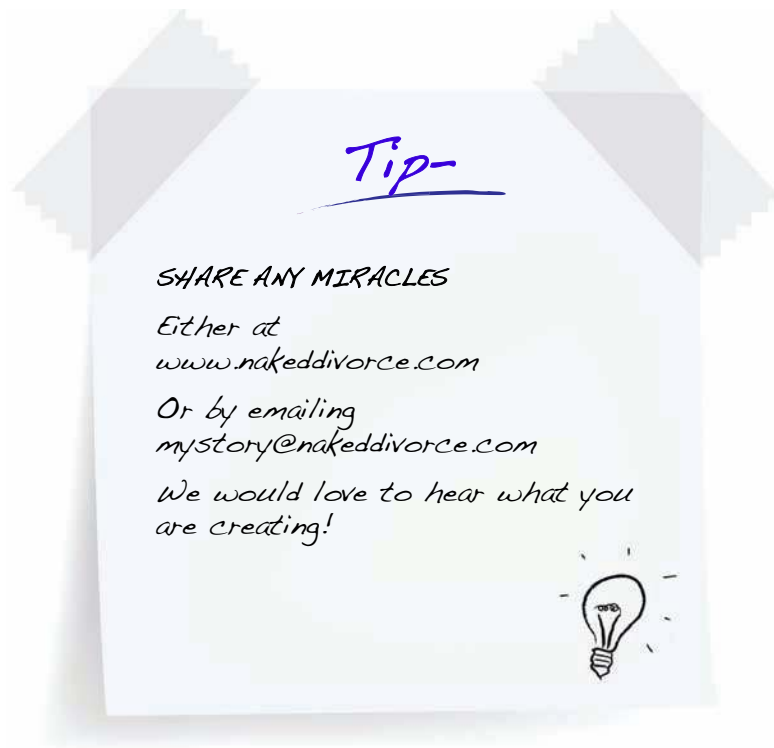 Tip-
SHARE ANY MIRACLES
Either at
www.nakeddivorce.com
Or by emailing
mystory@nakeddivorce.com
We would love to hear what you
are creating!